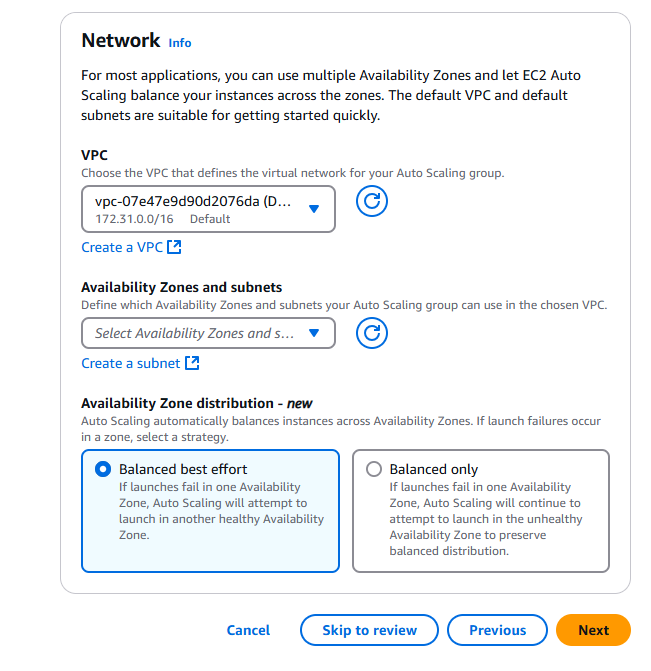 Network Info
For most applications, you can use multiple Availability Zones and let EC2 Auto
Scaling balance your instances across the zones. The default VPC and default
subnets are suitable for getting started quickly.
VPC
Choose the VPC that defines the virtual network for your Auto Scaling group.
vpc-07e47e9d90d2076da (D...
172.31.0.0/16 Default
Create a VPC
Availability Zones and subnets
Define which Availability Zones and subnets your Auto Scaling group can use in the chosen VPC.
Select Availability Zones and s...
Create a subnet
Availability Zone distribution - new
Auto Scaling automatically balances instances across Availability Zones. If launch failures occur
in a zone, select a strategy.
Balanced best effort
If launches fail in one Availability
Zone, Auto Scaling will attempt to
launch in another healthy Availability
Zone.
Balanced only
If launches fail in one Availability
Zone, Auto Scaling will continue to
attempt to launch in the unhealthy
Availability Zone to preserve
balanced distribution.
Cancel Skip to review Previous Next